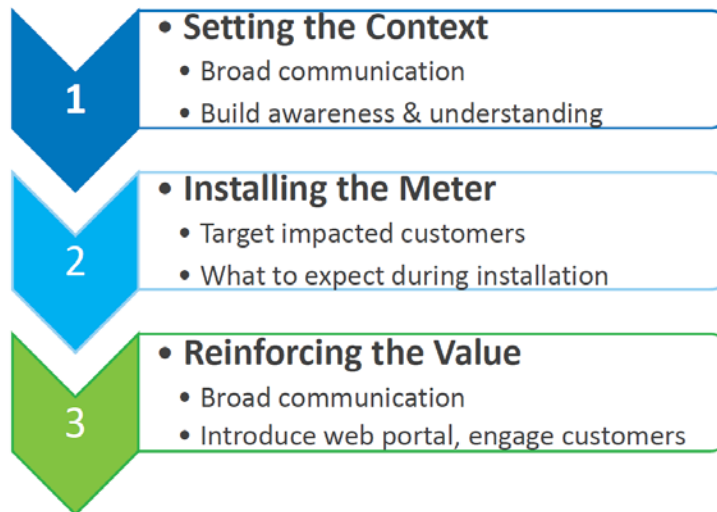 1
• Setting the Context
• Broad communication
• Build awareness & understanding
2
• Installing the Meter
• Target impacted customers
• What to expect during installation
3
• Reinforcing the Value
• Broad communication
• Introduce web portal, engage customers